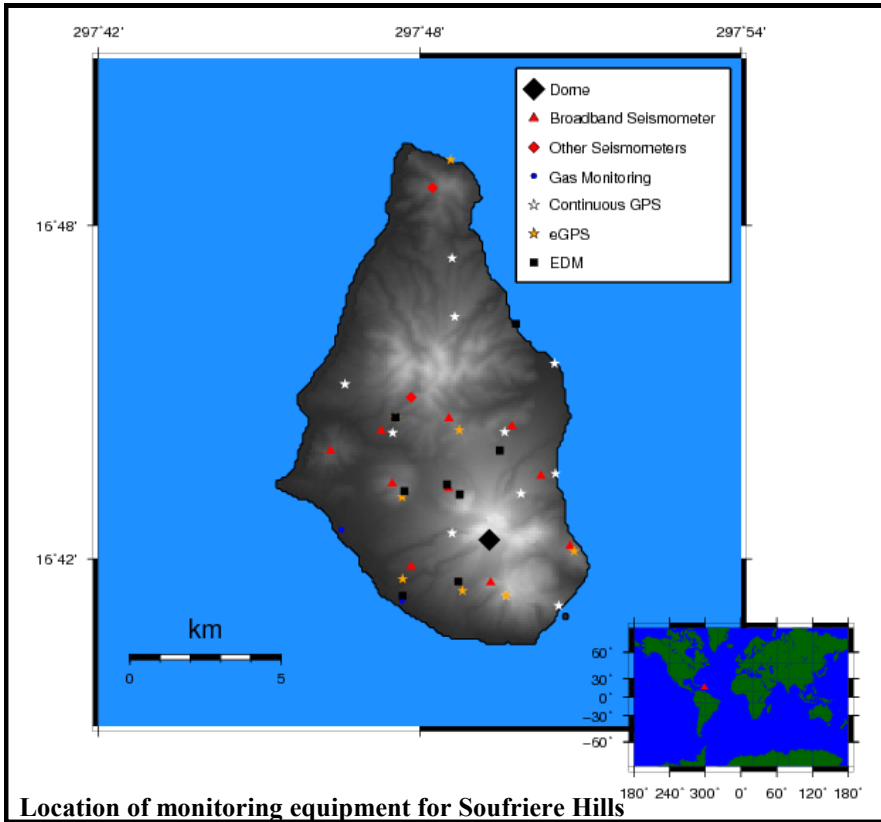 297°42' 297°48' 297°54'
Dome
Broadband Seismometer
Other Seismometers
Gas Monitoring
Continuous GPS
eGPS
EDM
16°48'
16°42'
km
0 5
60°
30°
0°
−30°
−60°
180° 240° 300° 0° 60° 120° 180°
Location of monitoring equipment for Soufriere Hills